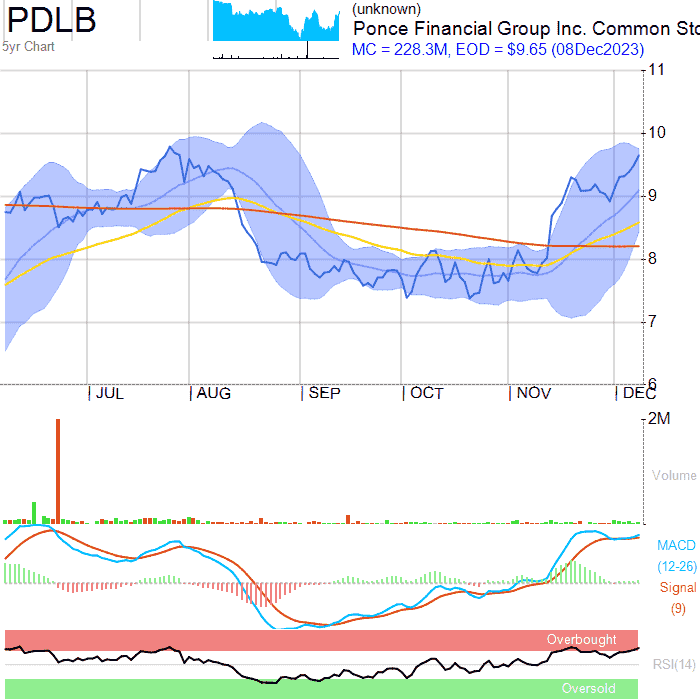 PDLB
5yr Chart
(unknown)
Ponce Financial Group Inc. Common Sto
MC = 228.3M, EOD = $9.65 (08Dec2023)
11
10
9
8
7
6
JUL AUG SEP OCT NOV DEC
2M
Volume
MACD
(12-26)
Signal
(9)
Overbought
RSI(14)
Oversold